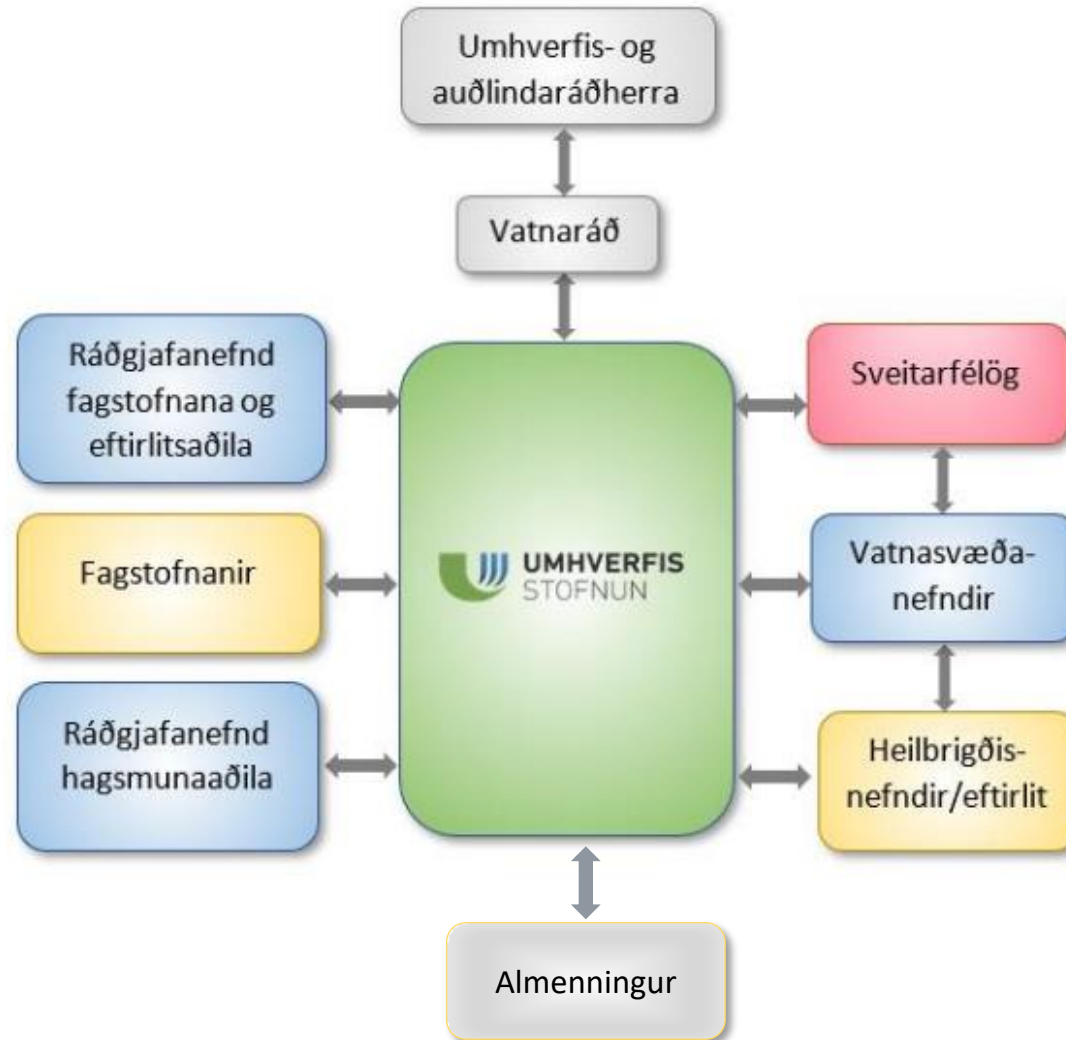 Umhverfis- og
auðlindaráðherra
Vatnaráð
Ráðgjafanefnd
fagstofnana og
eftirlitsaðila
Fagstofnanir
Ráðgjafanefnd
hagsmunaaðila
UMHVERFIS
STOFNUN
Sveitarfélög
Vatnasvæða-
nefndir
Heilbrigðis-
nefndir/eftirlit
Almenningur